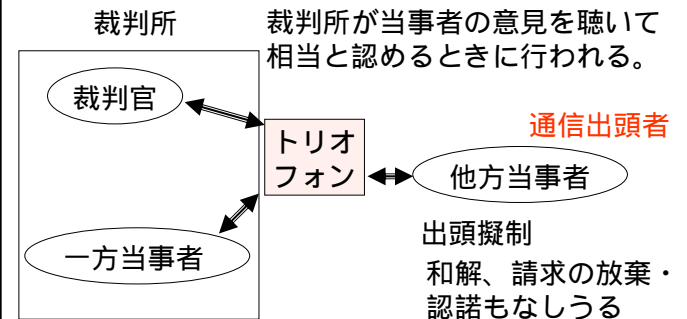 裁判所
裁判所が当事者の意見を聴いて
相当と認めるときに行われる。
裁判官
トリオ
フォン
通信出頭者
他方当事者
一方当事者
出頭擬制
和解、請求の放棄・
認諾もなしうる